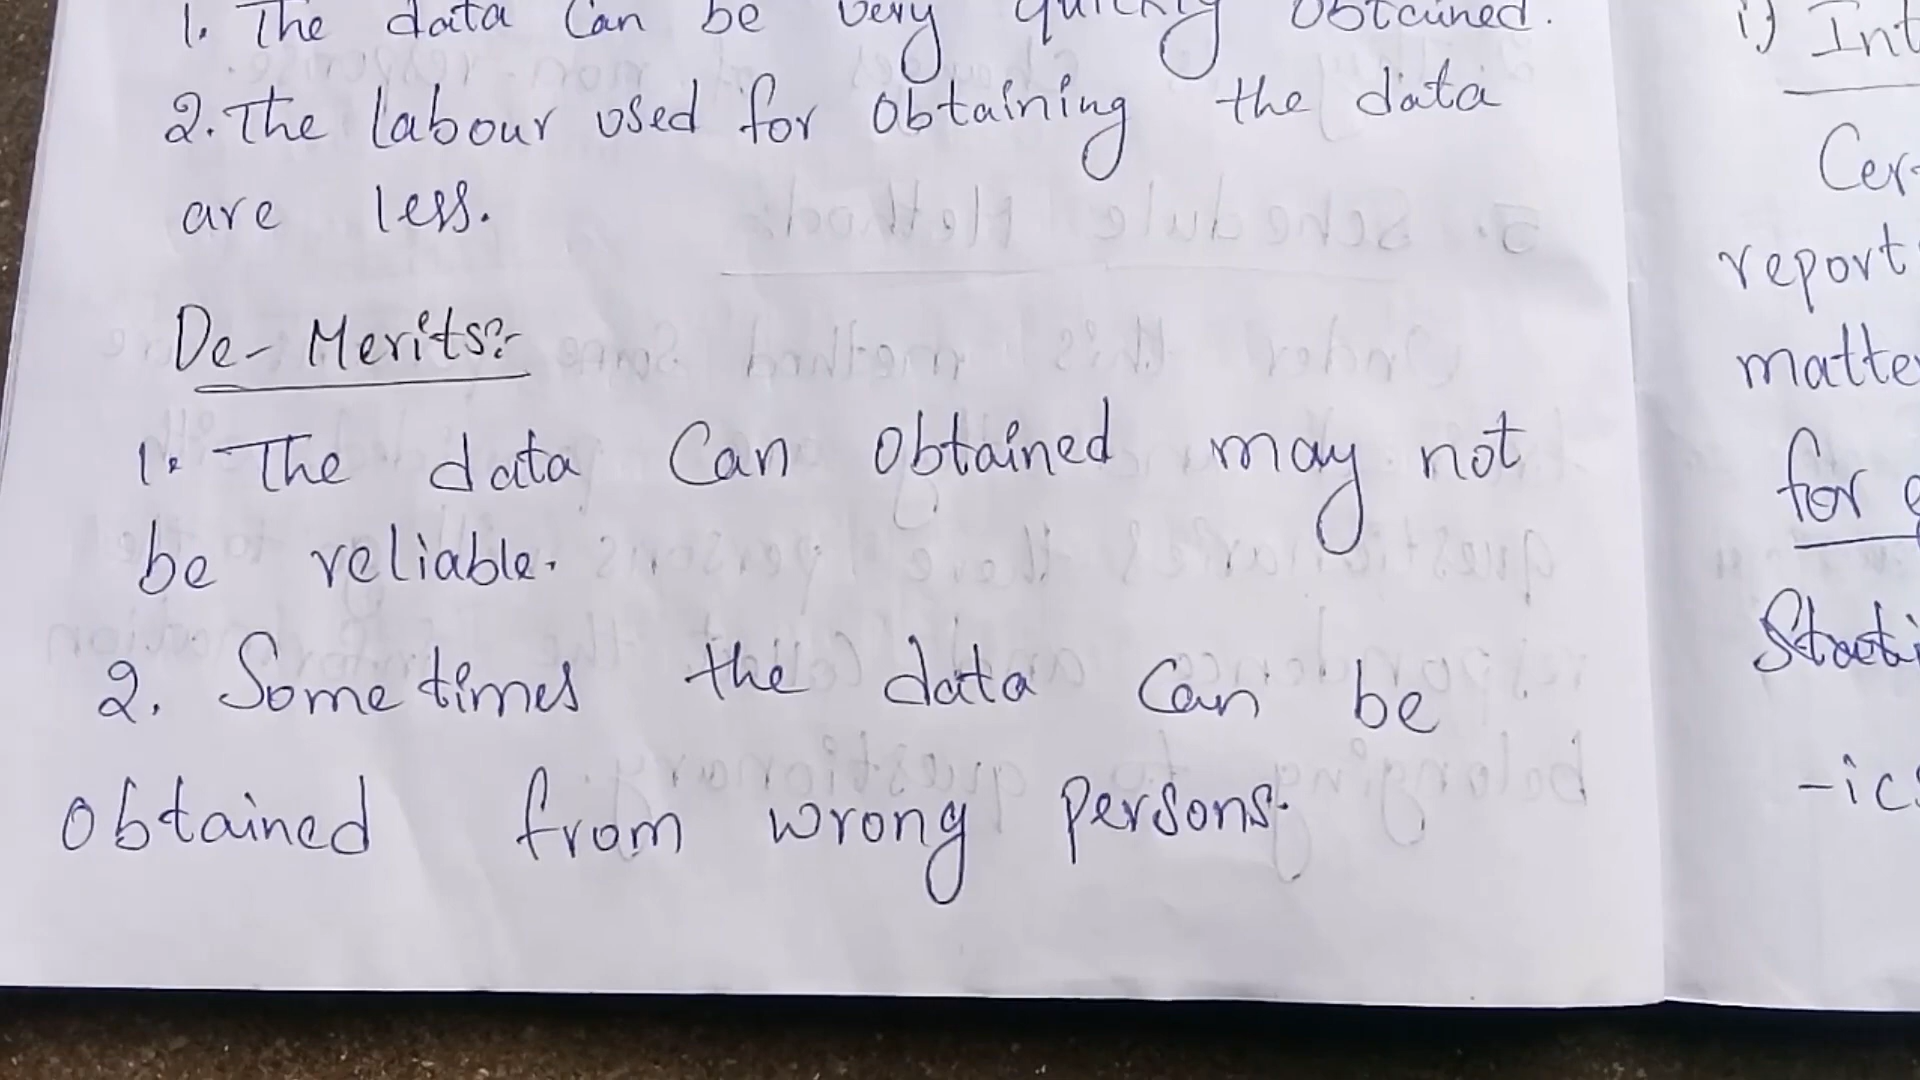 1. The data Can be very quickly obtained.
2. The labour used for obtaining the data
are less.
De- Merits:-
1. The data Can obtained may not
be reliable.
2. Sometimes the data can be
obtained from wrong persons.
i) Int
Cer
report
matte
for
Stati
-ics